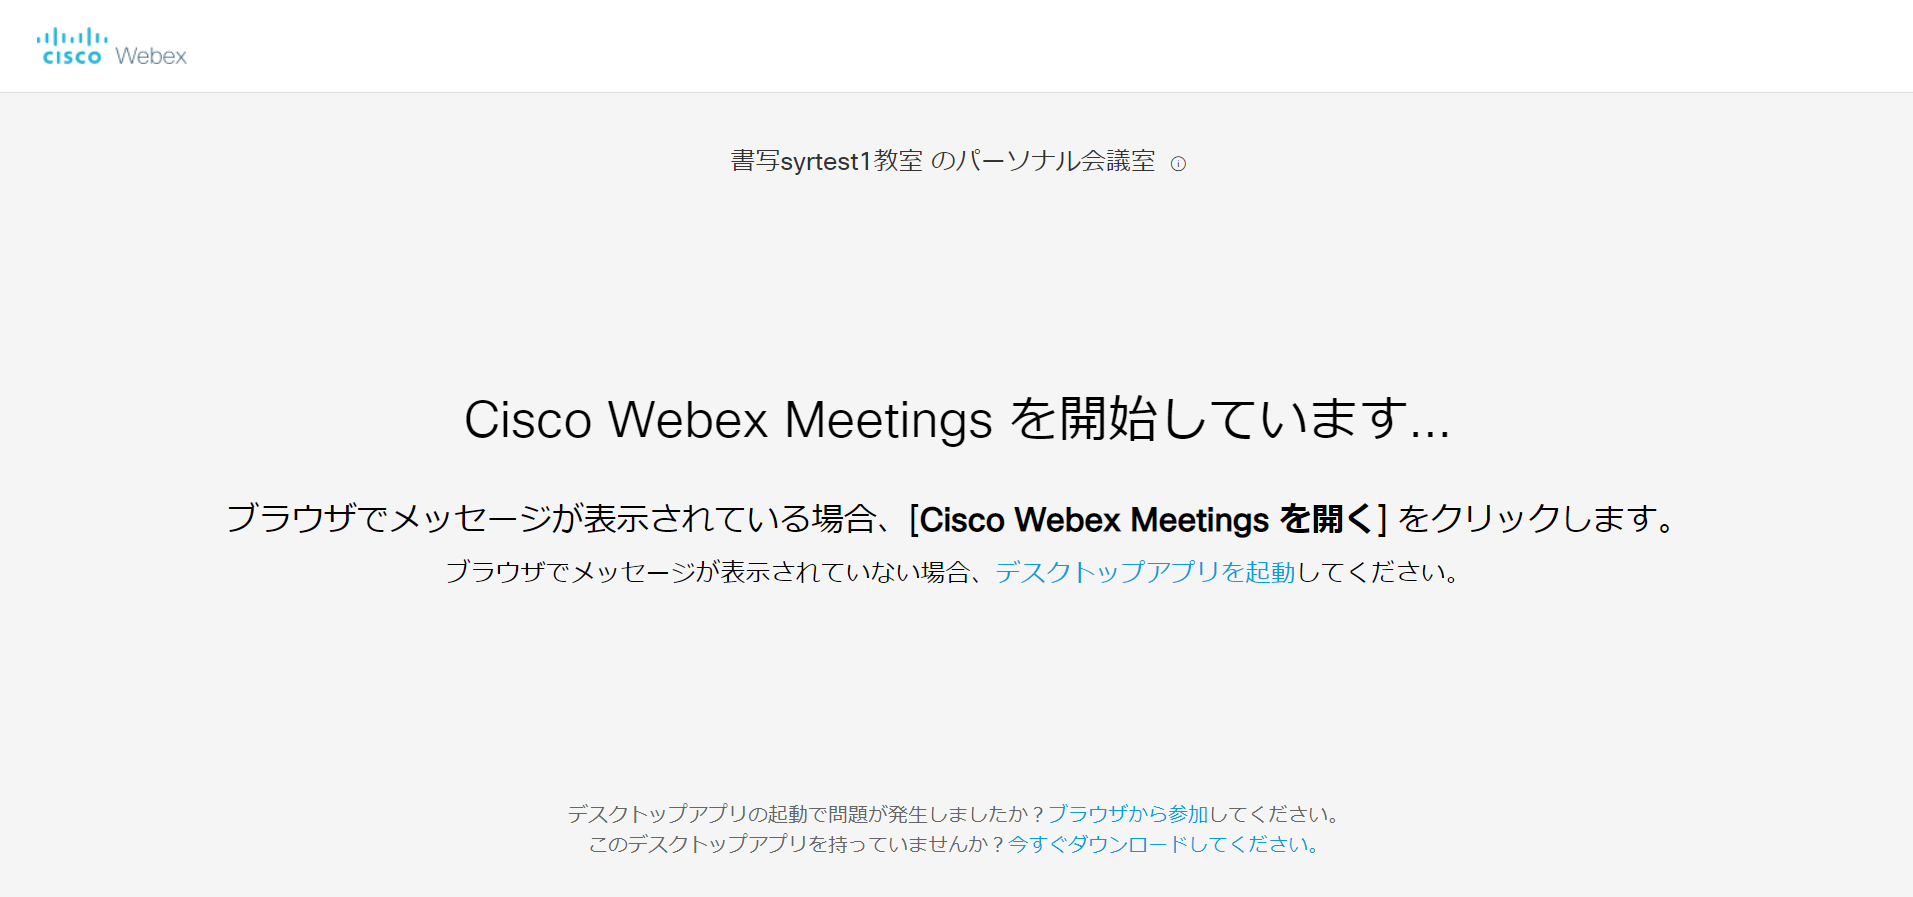 cisco Webex
書写syrtest1教室 のパーソナル会議室
Cisco Webex Meetings を開始しています...
ブラウザでメッセージが表示されている場合、[Cisco Webex Meetings を開く] をクリックします。
ブラウザでメッセージが表示されていない場合、デスクトップアプリを起動してください。
デスクトップアプリの起動で問題が発生しましたか？ブラウザから参加してください。
このデスクトップアプリを持っていませんか？今すぐダウンロードしてください。